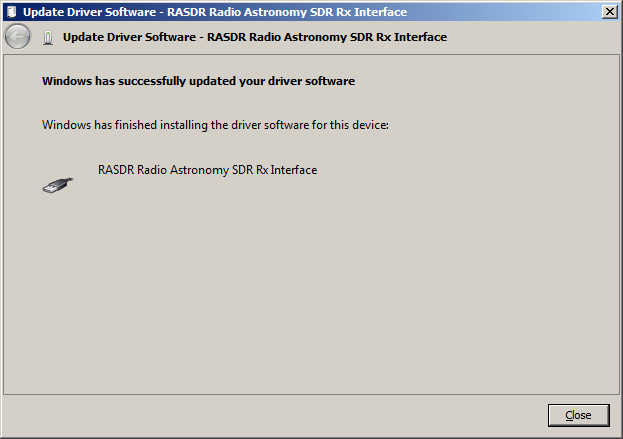 Update Driver Software - RASDR Radio Astronomy SDR Rx Interface
Update Driver Software - RASDR Radio Astronomy SDR Rx Interface
Windows has successfully updated your driver software
Windows has finished installing the driver software for this device:
RASDR Radio Astronomy SDR Rx Interface
Close